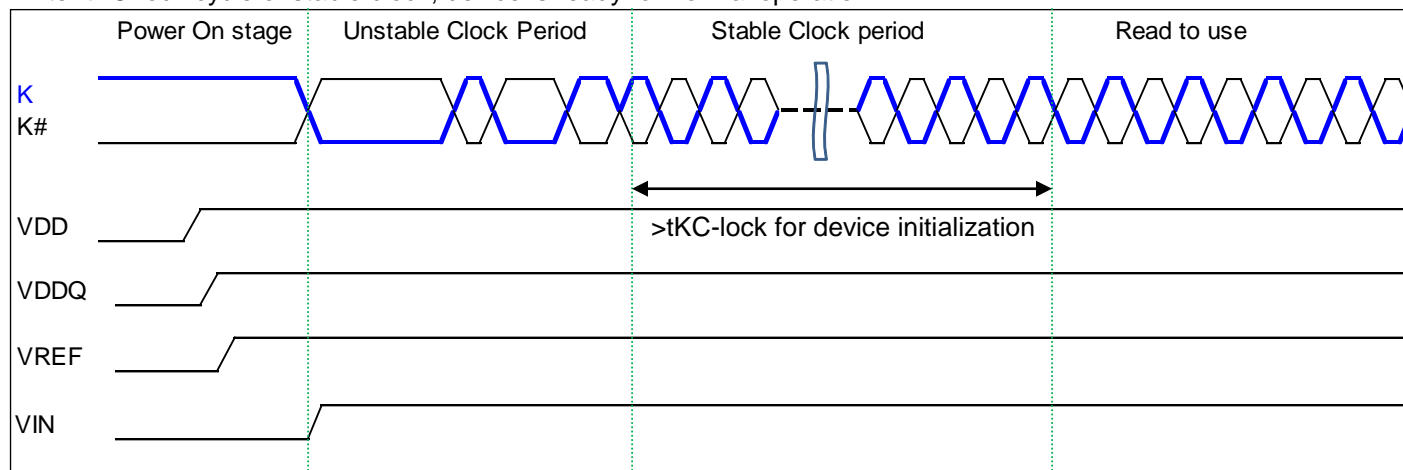 Power On stage Unstable Clock Period Stable Clock period Read to use
K
K#
VDD
>tKC-lock for device initialization
VDDQ
VREF
VIN